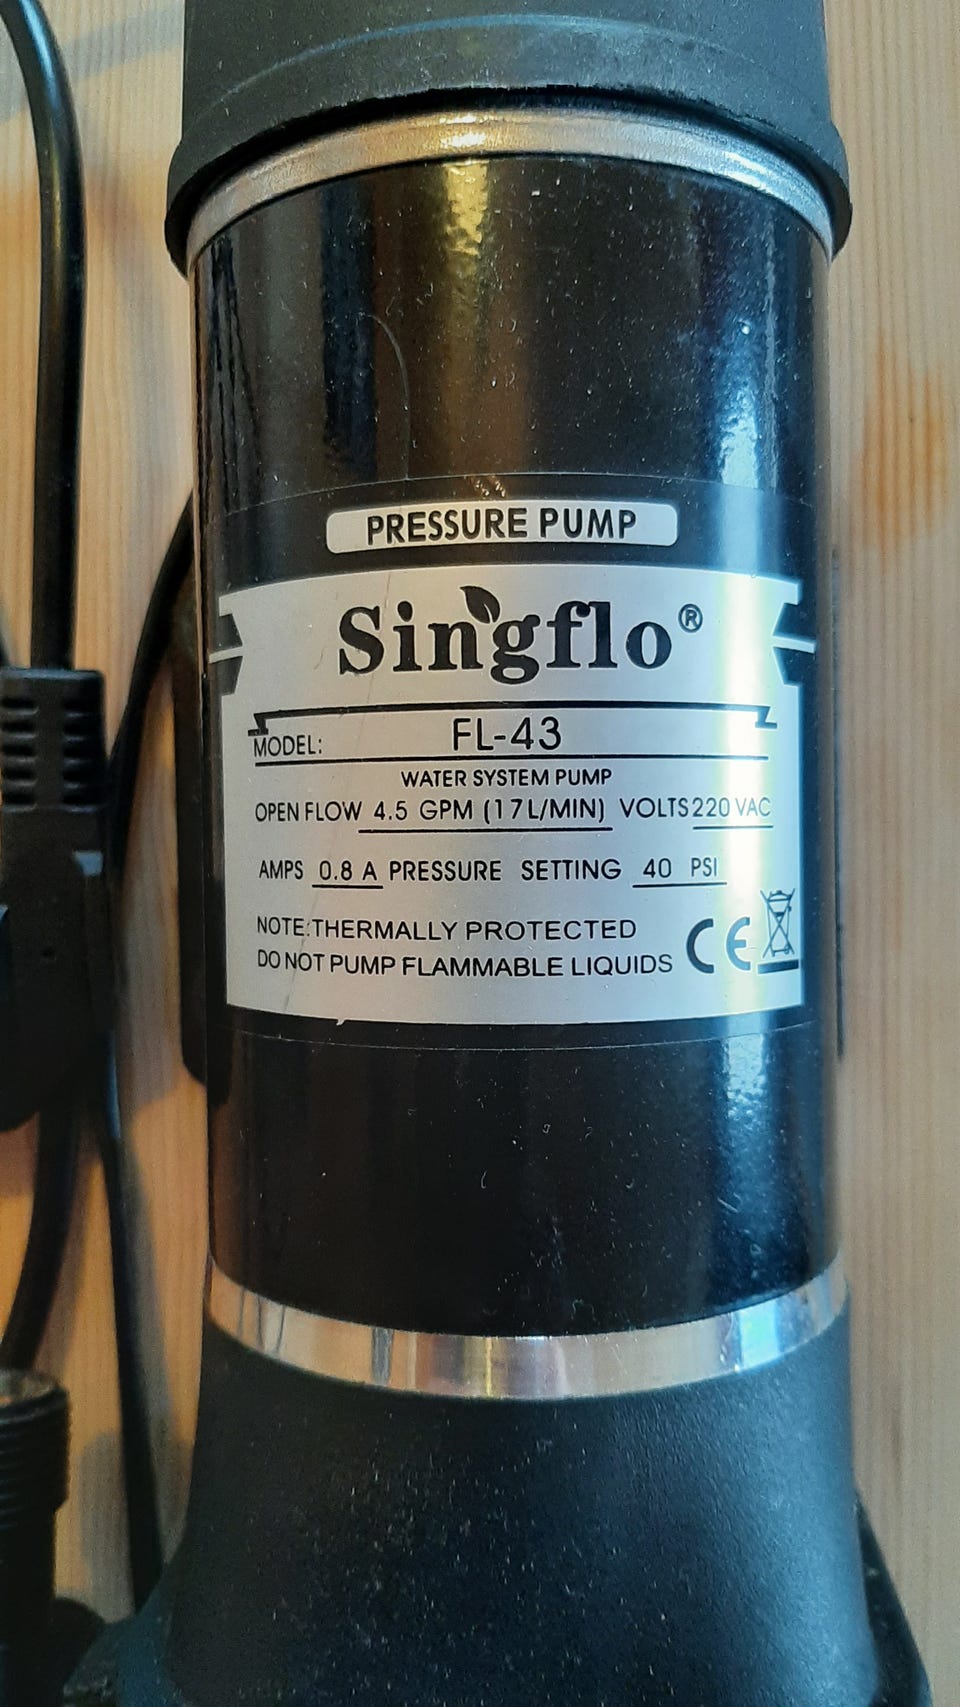 PRESSURE PUMP
Singflo®
MODEL: FL-43
WATER SYSTEM PUMP
OPEN FLOW 4.5 GPM (17L/MIN) VOLTS 220 VAC
AMPS 0.8 A PRESSURE SETTING 40 PSI
NOTE:THERMALLY PROTECTED
DO NOT PUMP FLAMMABLE LIQUIDS
CE